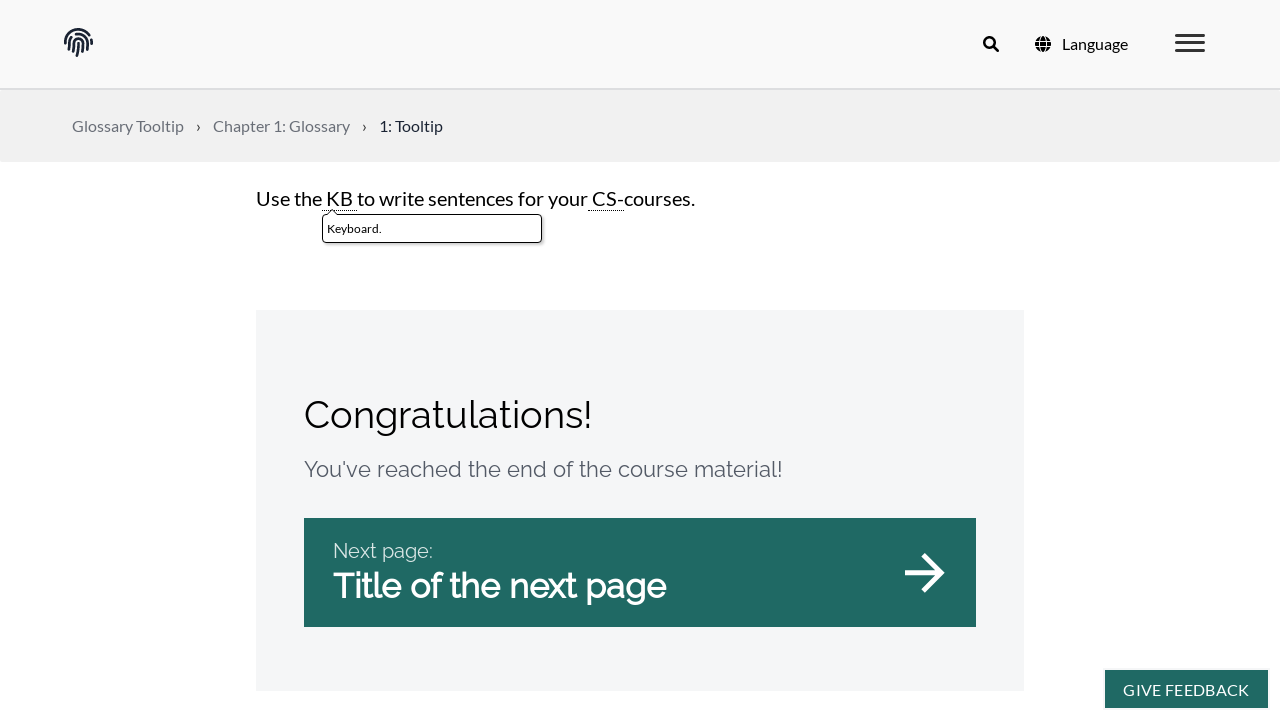 Language
Glossary Tooltip › Chapter 1: Glossary › 1: Tooltip
Use the KB to write sentences for your CS-courses.
Keyboard.
Congratulations!
You've reached the end of the course material!
Next page:
Title of the next page
GIVE FEEDBACK